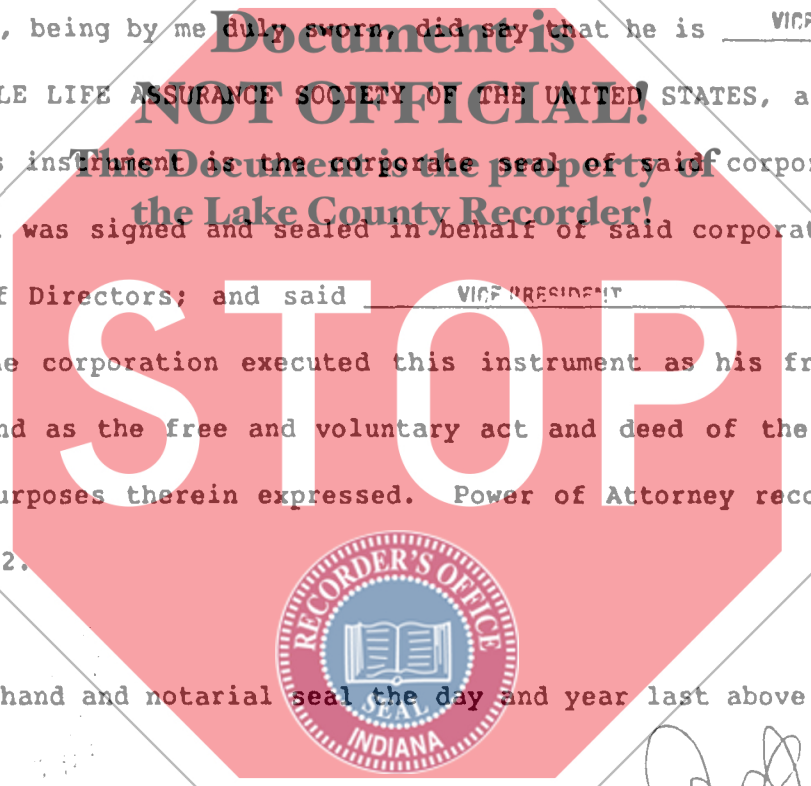 , being by me duly sworn, did say that he is VICE
Document is
LE LIFE ASSURANCE SOCIETY OF THE UNITED STATES, a
NOT OFFICIAL!
s instrument is the corporate seal of said corpor
This Document is the property of
the Lake County Recorder!
was signed and sealed in behalf of said corporat
f Directors; and said VICE PRESIDENT
STOP
e corporation executed this instrument as his fr
nd as the free and voluntary act and deed of the
urposes therein expressed. Power of Attorney reco
2.
RECORDER'S OFFICE
hand and notarial seal the day and year last above
SEAL
INDIANA